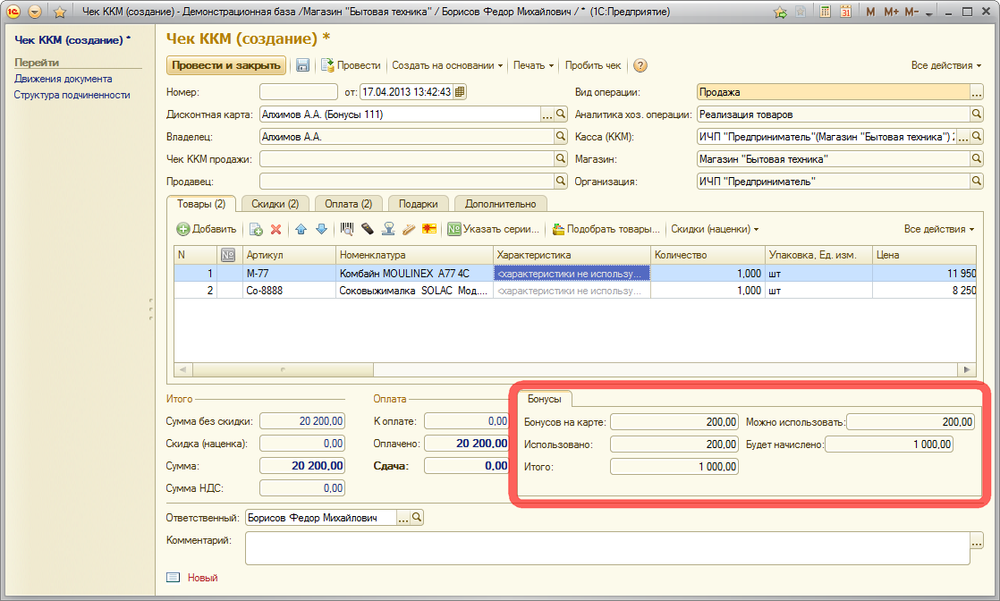 Чек ККМ (создание) - Демонстрационная база /Магазин "Бытовая техника" / Борисов Федор Михайлович / * (1С:Предприятие)
31 M M+ M-
Чек ККМ (создание) *
Перейти
Движения документа
Структура подчиненности
Чек ККМ (создание) *
Провести и закрыть Провести Создать на основании Печать Пробить чек ? Все действия
Номер: от: 17.04.2013 13:42:43 Вид операции: Продажа ...
Дисконтная карта: Алхимов А.А. (Бонусы 111) ... Аналитика хоз. операции: Реализация товаров
Владелец: Алхимов А.А. Касса (ККМ): ИЧП "Предприниматель"(Магазин "Бытовая техника") ...
Чек ККМ продажи: Магазин: Магазин "Бытовая техника"
Продавец: Организация: ИЧП "Предприниматель"
Товары (2) Скидки (2) Оплата (2) Подарки Дополнительно
Добавить № Указать серии... Подобрать товары... Скидки (наценки) Все действия
N № Артикул Номенклатура Характеристика Количество Упаковка, Ед. изм. Цена
1 М-77 Комбайн MOULINEX A77 4C <характеристики не использу... 1,000 шт 11 950
2 Со-8888 Соковыжималка SOLAC Мод.... <характеристики не использу... 1,000 шт 8 250
Итого Оплата Бонусы
Сумма без скидки: 20 200,00 К оплате: 0,00 Бонусов на карте: 200,00 Можно использовать: 200,00
Скидка (наценка): 0,00 Оплачено: 20 200,00 Использовано: 200,00 Будет начислено: 1 000,00
Сумма: 20 200,00 Сдача: 0,00 Итого: 1 000,00
Сумма НДС: 0,00
Ответственный: Борисов Федор Михайлович ...
Комментарий: ...
Новый